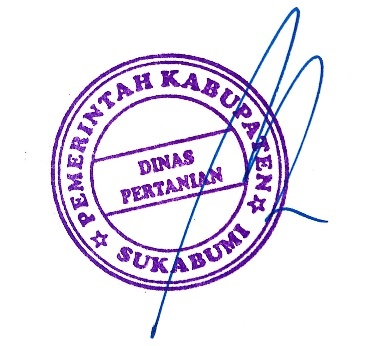 PEMERINTAH KABUPATEN
DINAS
PERTANIAN
SUKABUMI